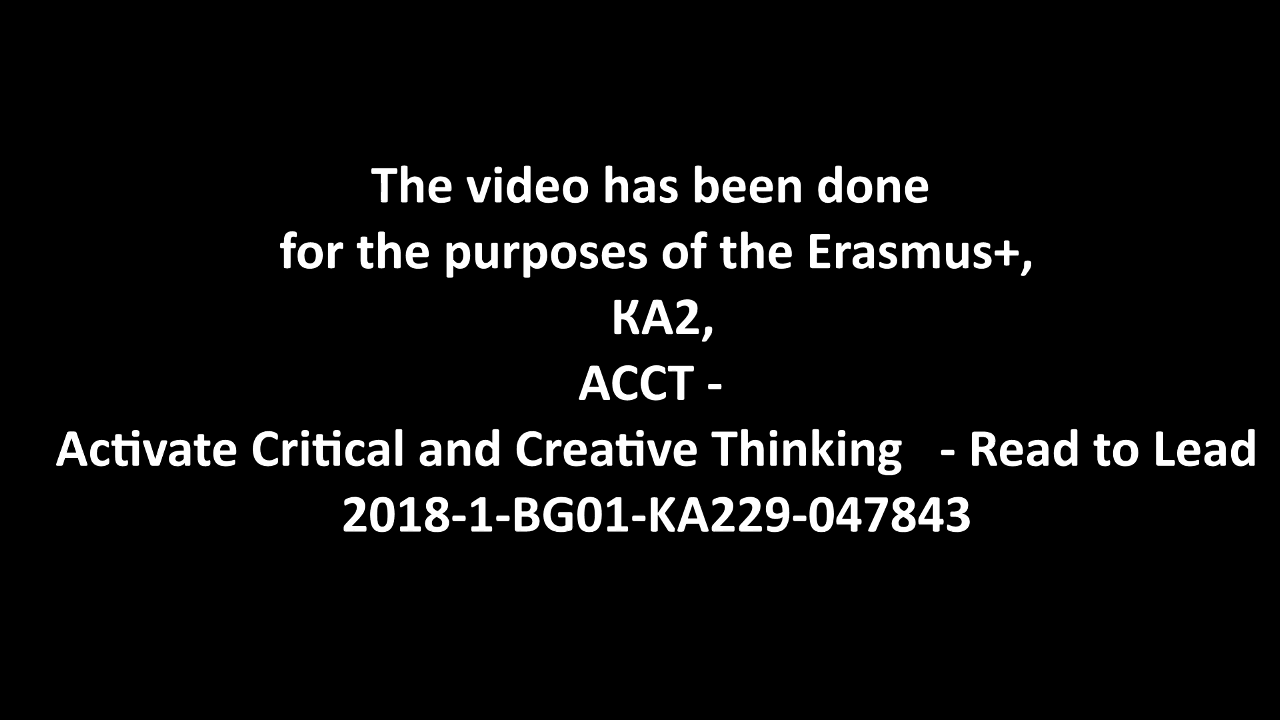 The video has been done
for the purposes of the Erasmus+,
KA2,
ACCT -
Activate Critical and Creative Thinking   - Read to Lead
2018-1-BG01-KA229-047843